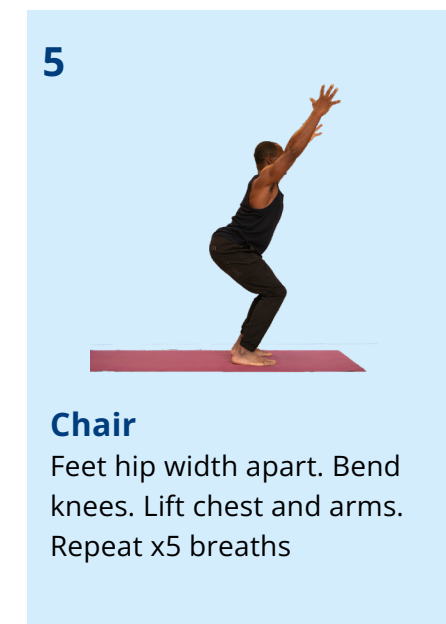 5
Chair
Feet hip width apart. Bend
knees. Lift chest and arms.
Repeat x5 breaths